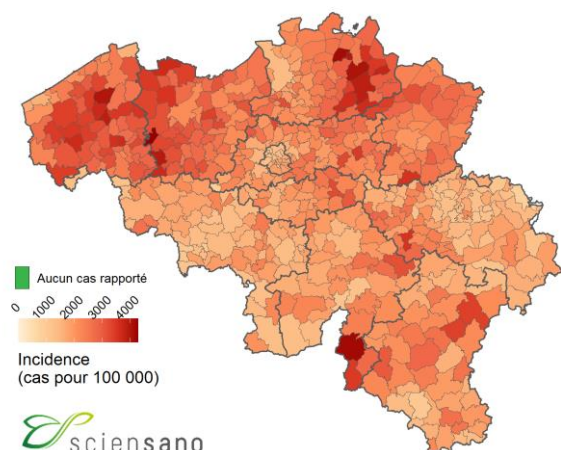 Aucun cas rapporté
0 1000 2000 3000 4000
Incidence
(cas pour 100 000)
sciensano